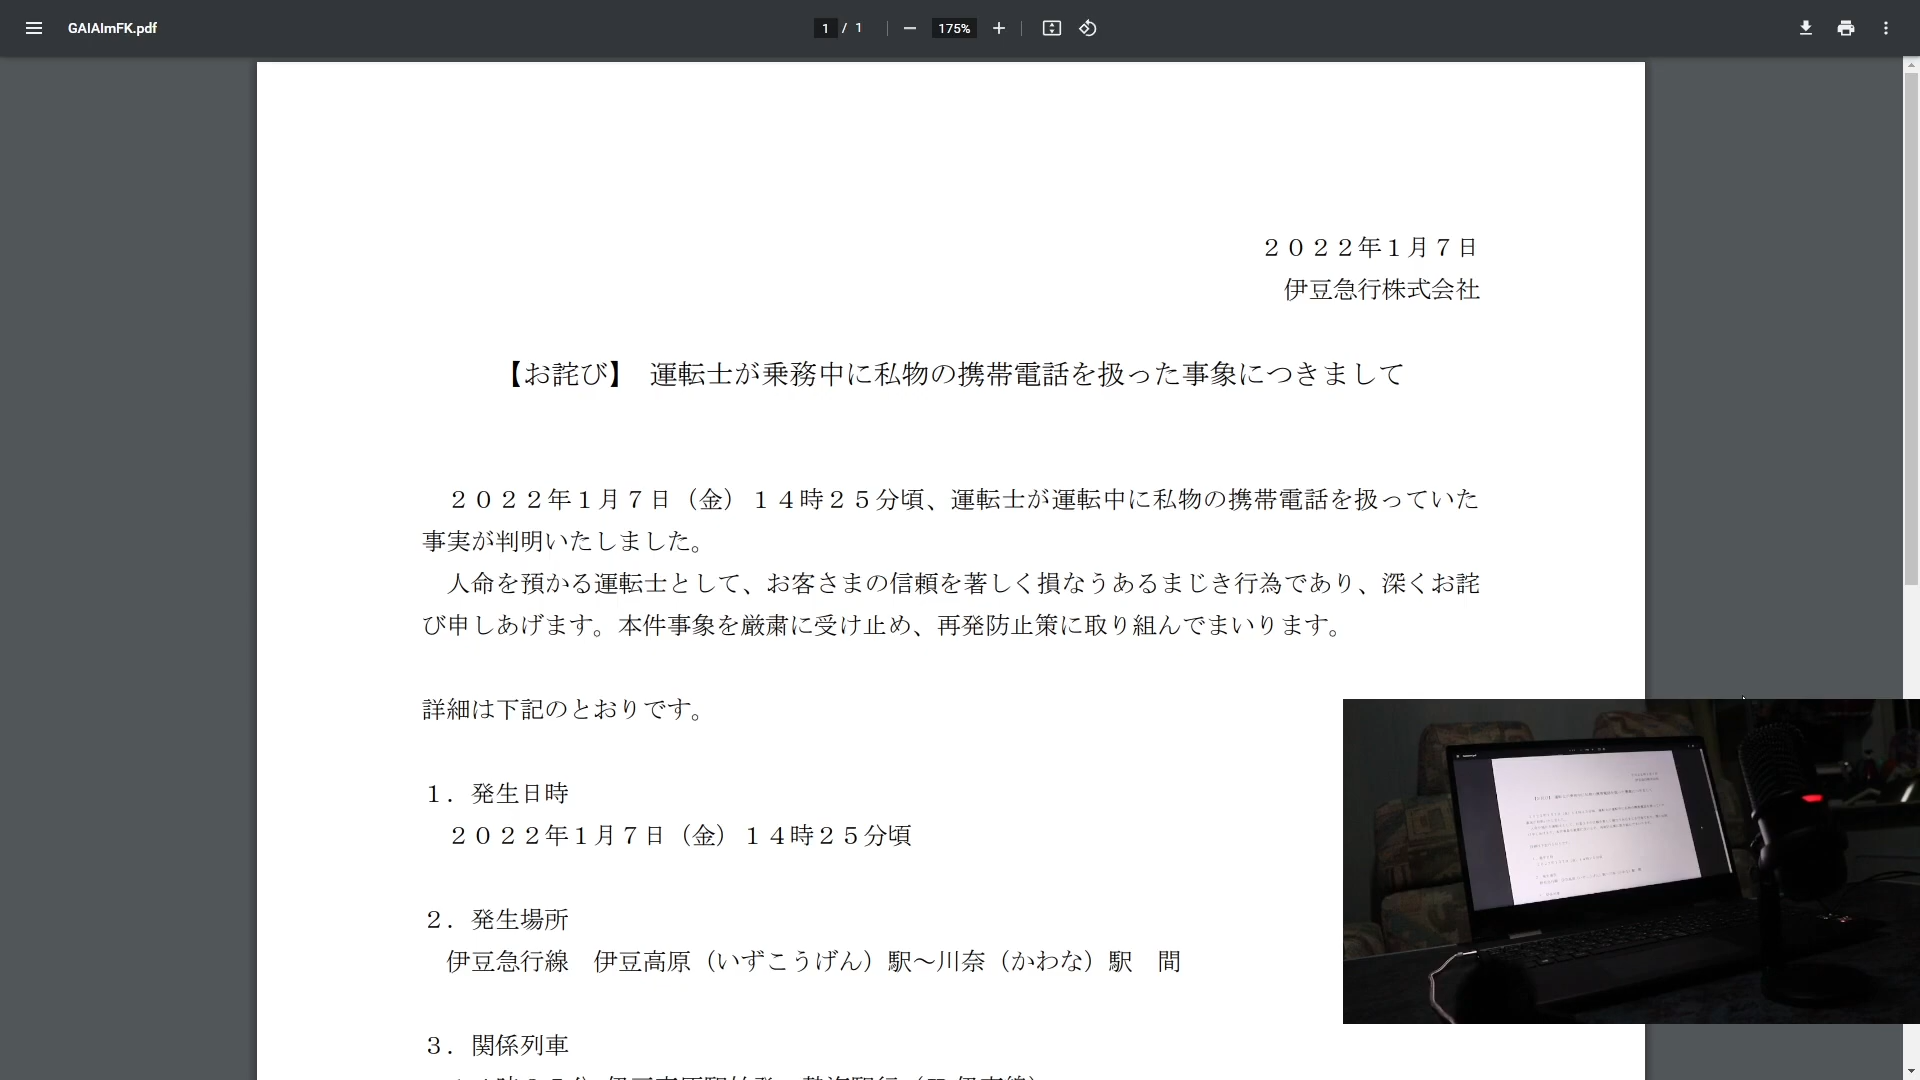 GAIAImFK.pdf
1 / 1
175%
２０２２年１月７日
伊豆急行株式会社
【お詫び】 運転士が乗務中に私物の携帯電話を扱った事象につきまして
２０２２年１月７日（金）１４時２５分頃、運転士が運転中に私物の携帯電話を扱っていた
事実が判明いたしました。
人命を預かる運転士として、お客さまの信頼を著しく損なうあるまじき行為であり、深くお詫
び申しあげます。本件事象を厳粛に受け止め、再発防止策に取り組んでまいります。
詳細は下記のとおりです。
１．発生日時
２０２２年１月７日（金）１４時２５分頃
２．発生場所
伊豆急行線　伊豆高原（いずこうげん）駅～川奈（かわな）駅　間
３．関係列車